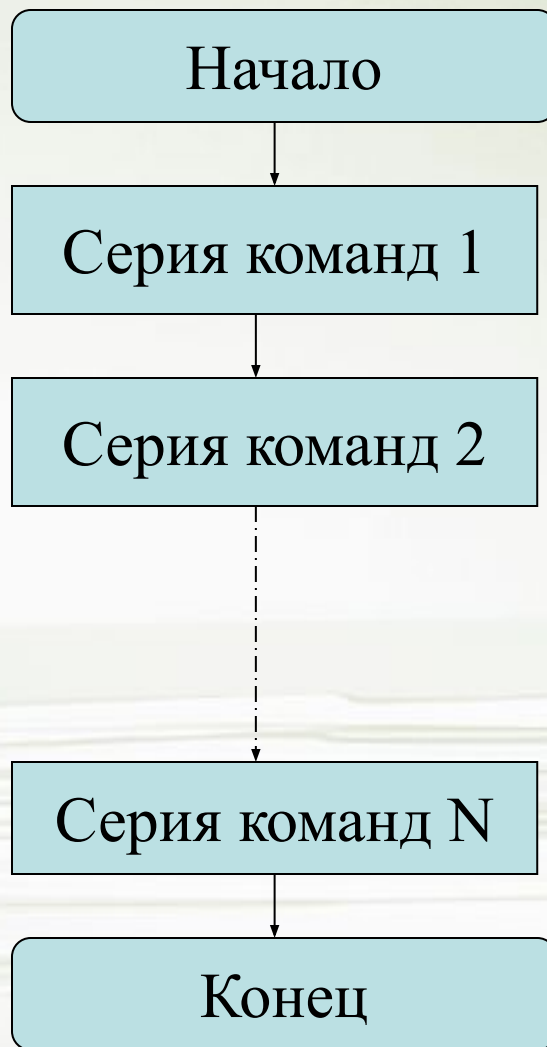 Начало
Серия команд 1
Серия команд 2
Серия команд N
Конец